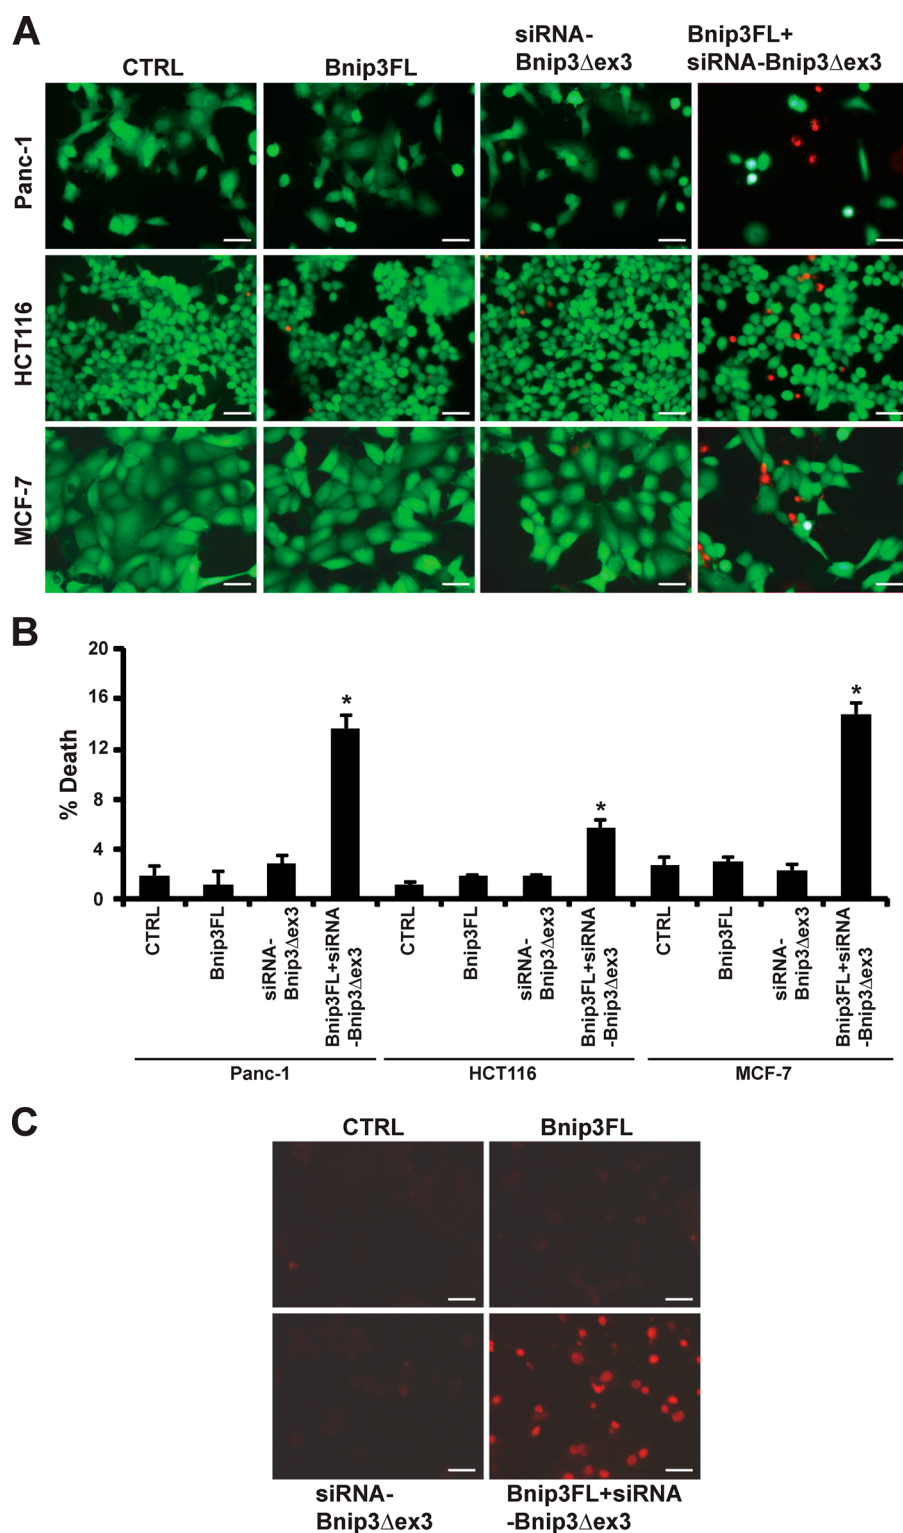 A
CTRL
Bnip3FL
siRNA-
Bnip3Δex3
Bnip3FL+
siRNA-Bnip3Δex3
Panc-1
HCT116
MCF-7
B
20
16
12
8
4
0
% Death
*
*
*
CTRL
Bnip3FL
siRNA-
Bnip3Δex3
Bnip3FL+siRNA
-Bnip3Δex3
CTRL
Bnip3FL
siRNA-
Bnip3Δex3
Bnip3FL+siRNA
-Bnip3Δex3
CTRL
Bnip3FL
siRNA-
Bnip3Δex3
Bnip3FL+siRNA
-Bnip3Δex3
Panc-1
HCT116
MCF-7
C
CTRL
Bnip3FL
siRNA-
Bnip3Δex3
Bnip3FL+siRNA
-Bnip3Δex3